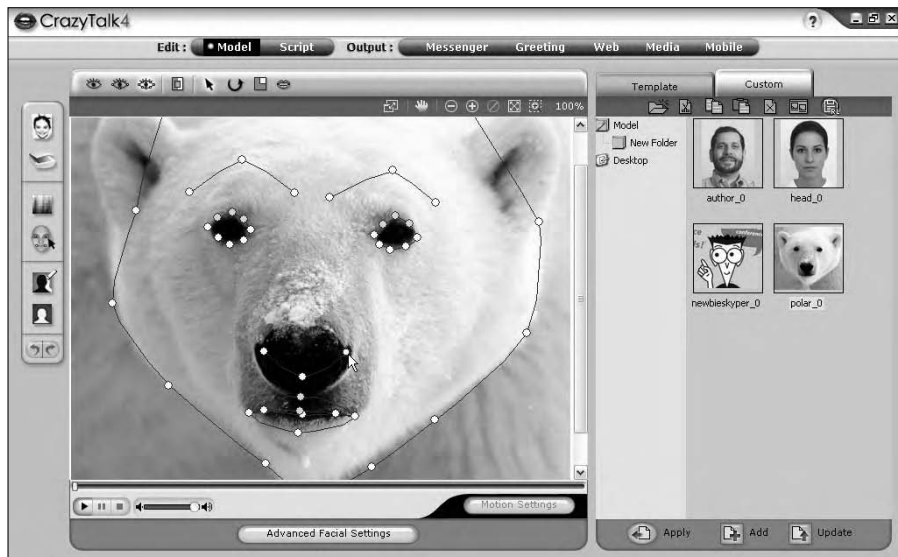 CrazyTalk4
?
Edit : Model Script Output : Messenger Greeting Web Media Mobile
Template Custom
100%
Model
New Folder
Desktop
author_0 head_0
newbieskyper_0 polar_0
Motion Settings
Advanced Facial Settings
Apply Add Update